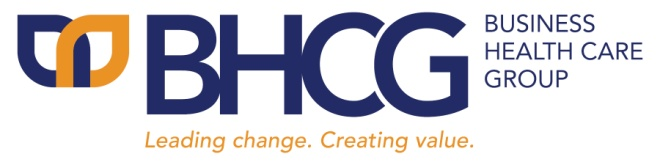 BHCG
BUSINESS
HEALTH CARE
GROUP
Leading change. Creating value.